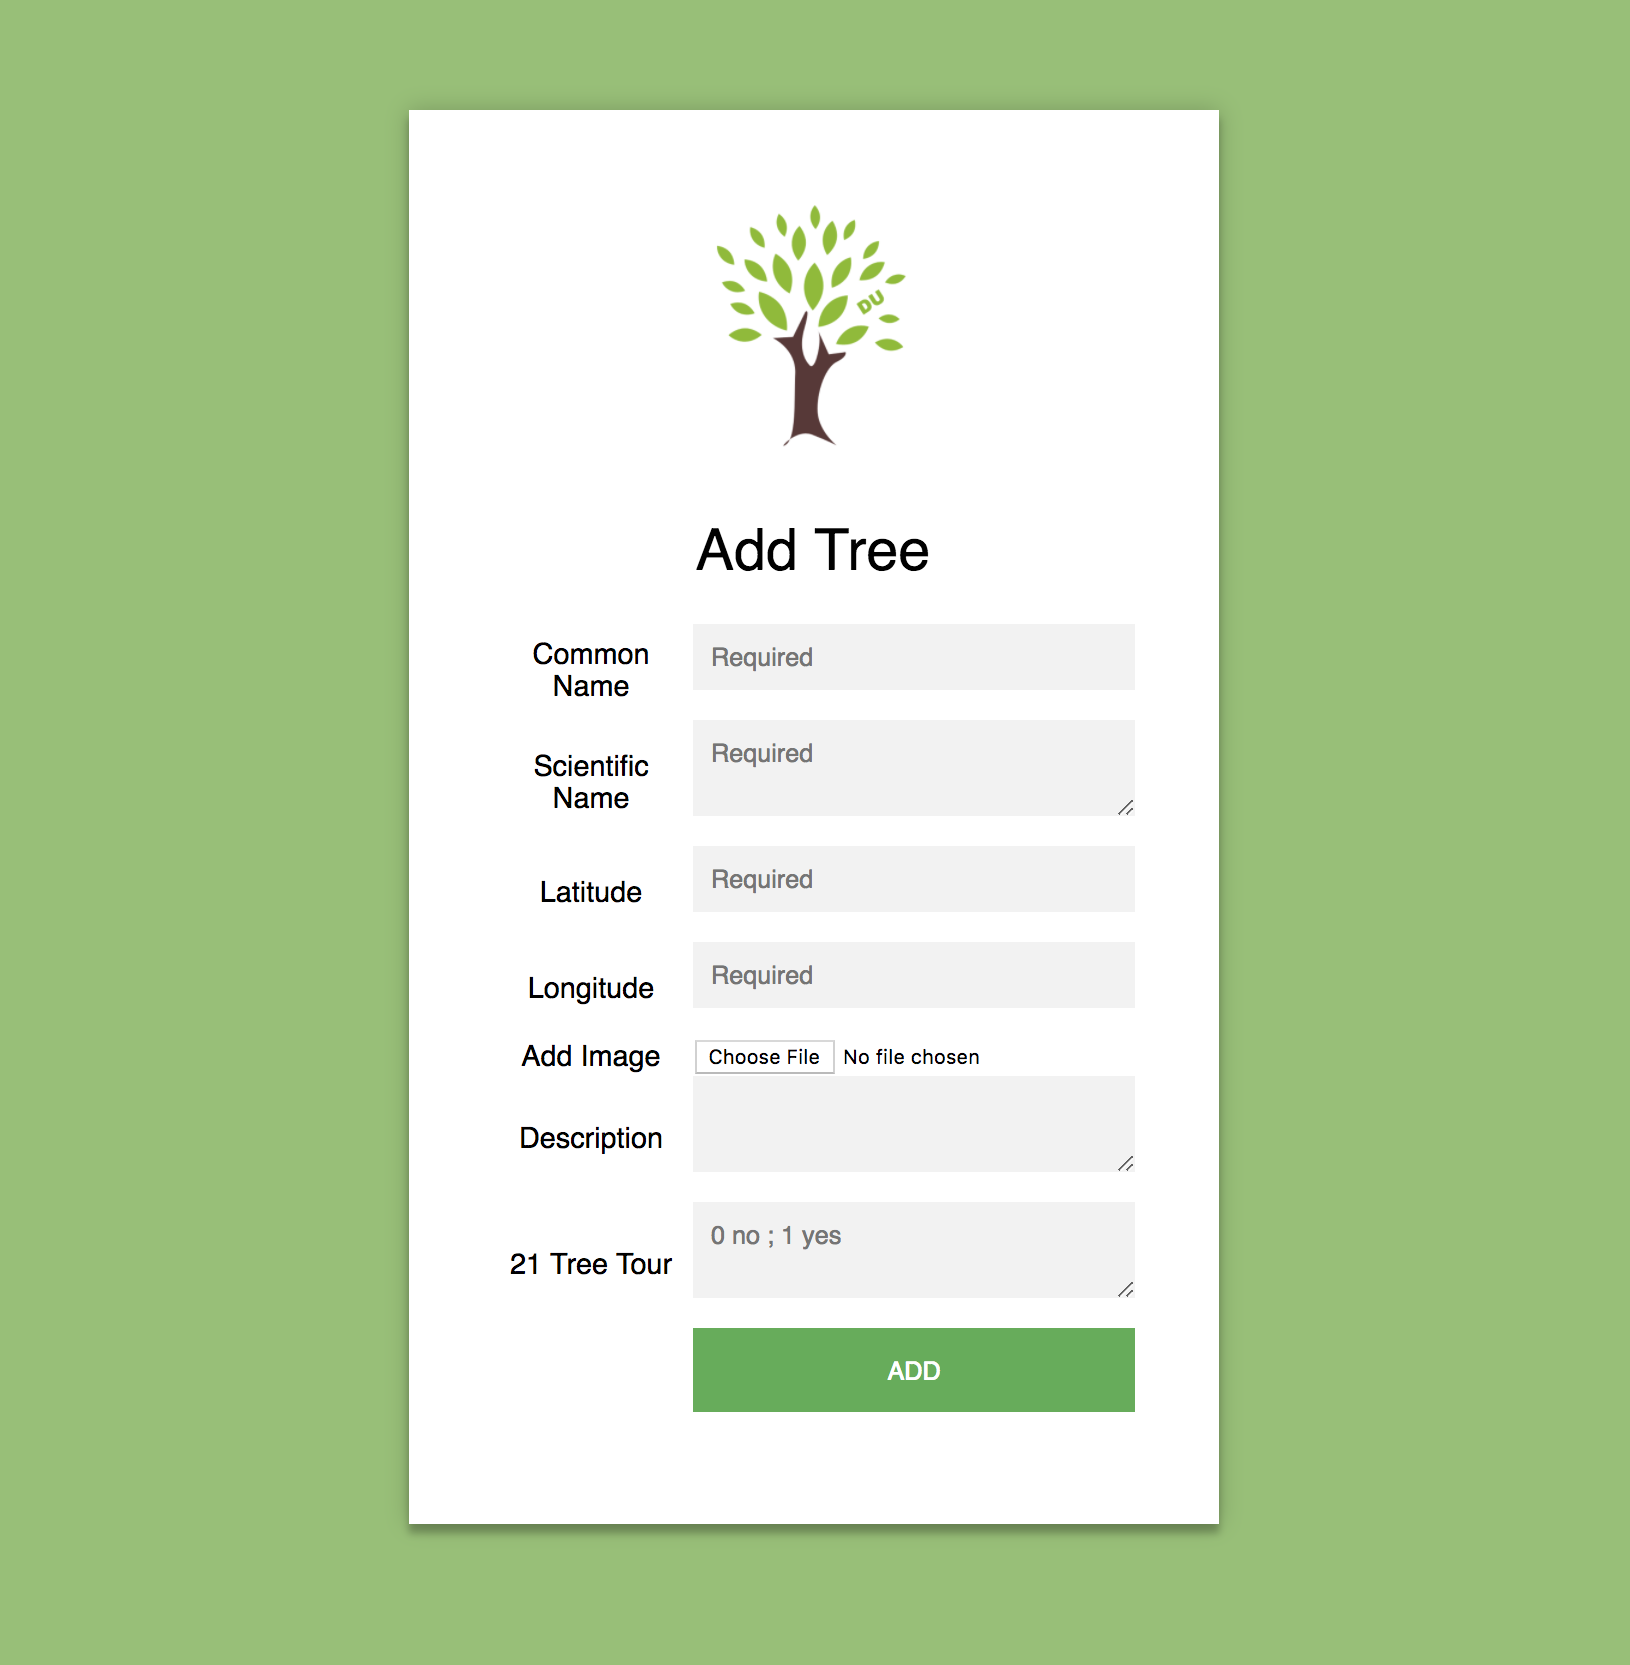 DU
Add Tree
Common
Name
Required
Scientific
Name
Required
Latitude
Required
Longitude
Required
Add Image
Choose File No file chosen
Description
21 Tree Tour
0 no ; 1 yes
ADD